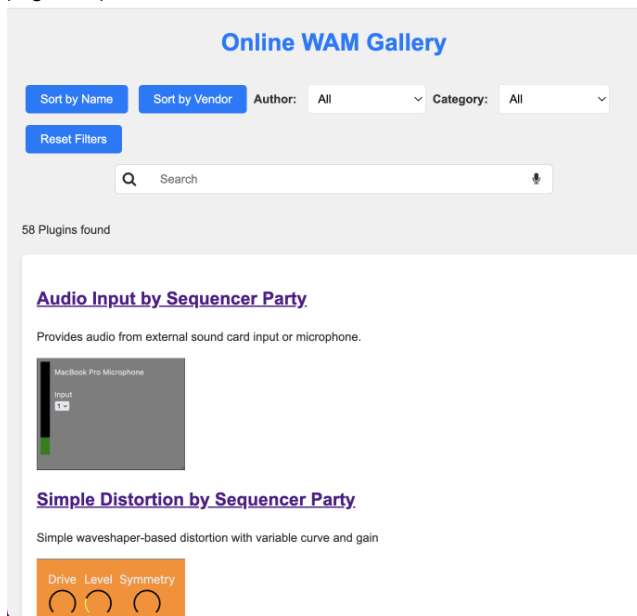 Online WAM Gallery
Sort by Name Sort by Vendor Author: All Category: All
Reset Filters
Search
58 Plugins found
Audio Input by Sequencer Party
Provides audio from external sound card input or microphone.
MacBook Pro Microphone
Input
1
Simple Distortion by Sequencer Party
Simple waveshaper-based distortion with variable curve and gain
Drive Level Symmetry